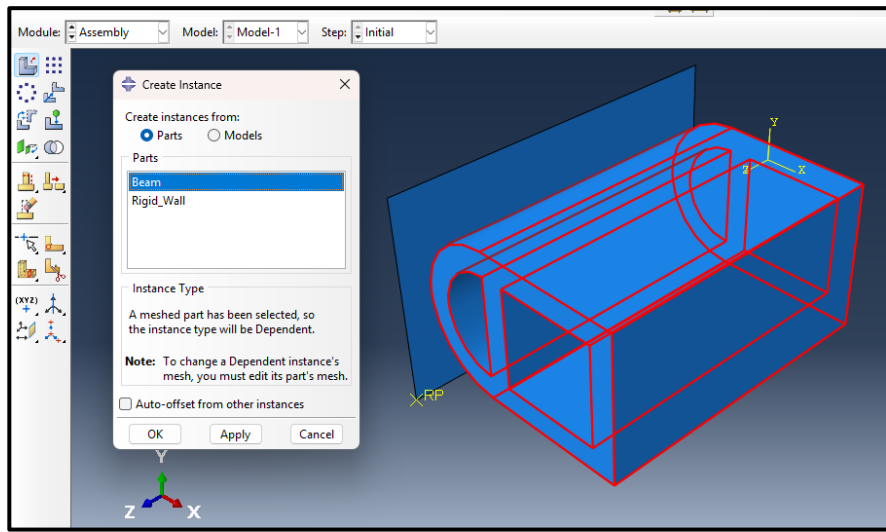 Module: Assembly Model: Model-1 Step: Initial
Create Instance
Create instances from:
Parts Models
Parts
Beam
Rigid_Wall
Instance Type
A meshed part has been selected, so
the instance type will be Dependent.
Note: To change a Dependent instance's
mesh, you must edit its part's mesh.
Auto-offset from other instances
OK Apply Cancel
(XYZ)
Y
Z X
RP
Y
Z X